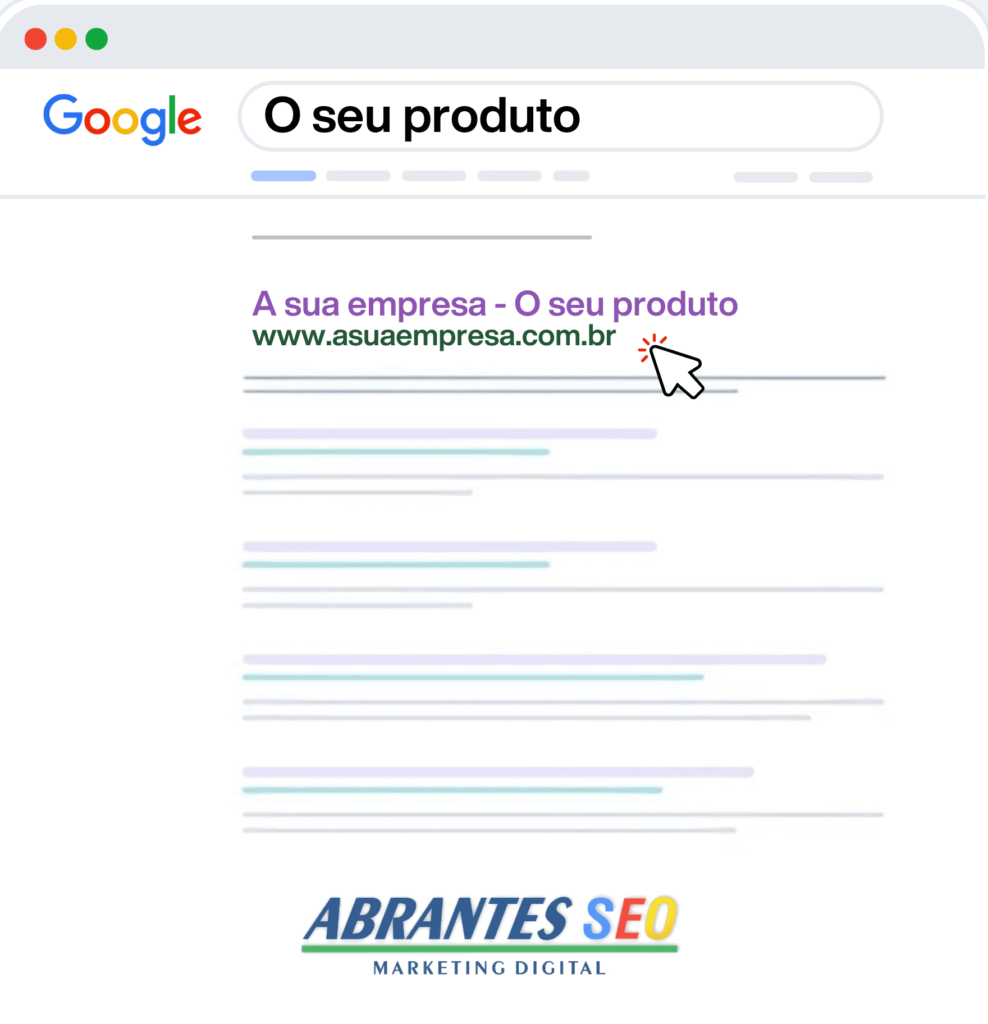 Google
O seu produto
A sua empresa - O seu produto
www.asuaempresa.com.br
ABRANTES SEO
MARKETING DIGITAL